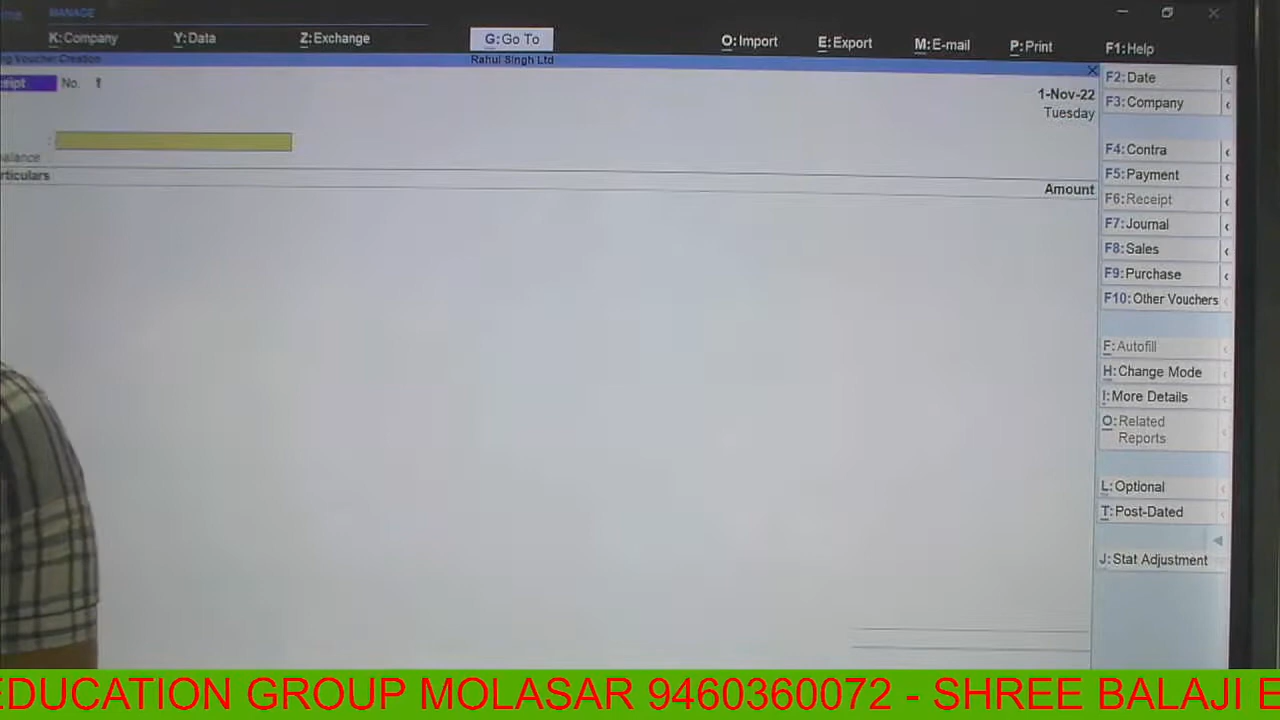 MANAGE
K:Company Y:Data Z:Exchange G:Go To O:Import E:Export M:E-mail P:Print F1:Help
Rahul Singh Ltd
Voucher Creation
No. 1
1-Nov-22
Tuesday
:
Amount
F2:Date
F3:Company
F4:Contra
F5:Payment
F6:Receipt
F7:Journal
F8:Sales
F9:Purchase
F10:Other Vouchers
F:Autofill
H:Change Mode
I:More Details
O:Related
Reports
L:Optional
T:Post-Dated
J:Stat Adjustment
EDUCATION GROUP MOLASAR 9460360072 - SHREE BALAJI E